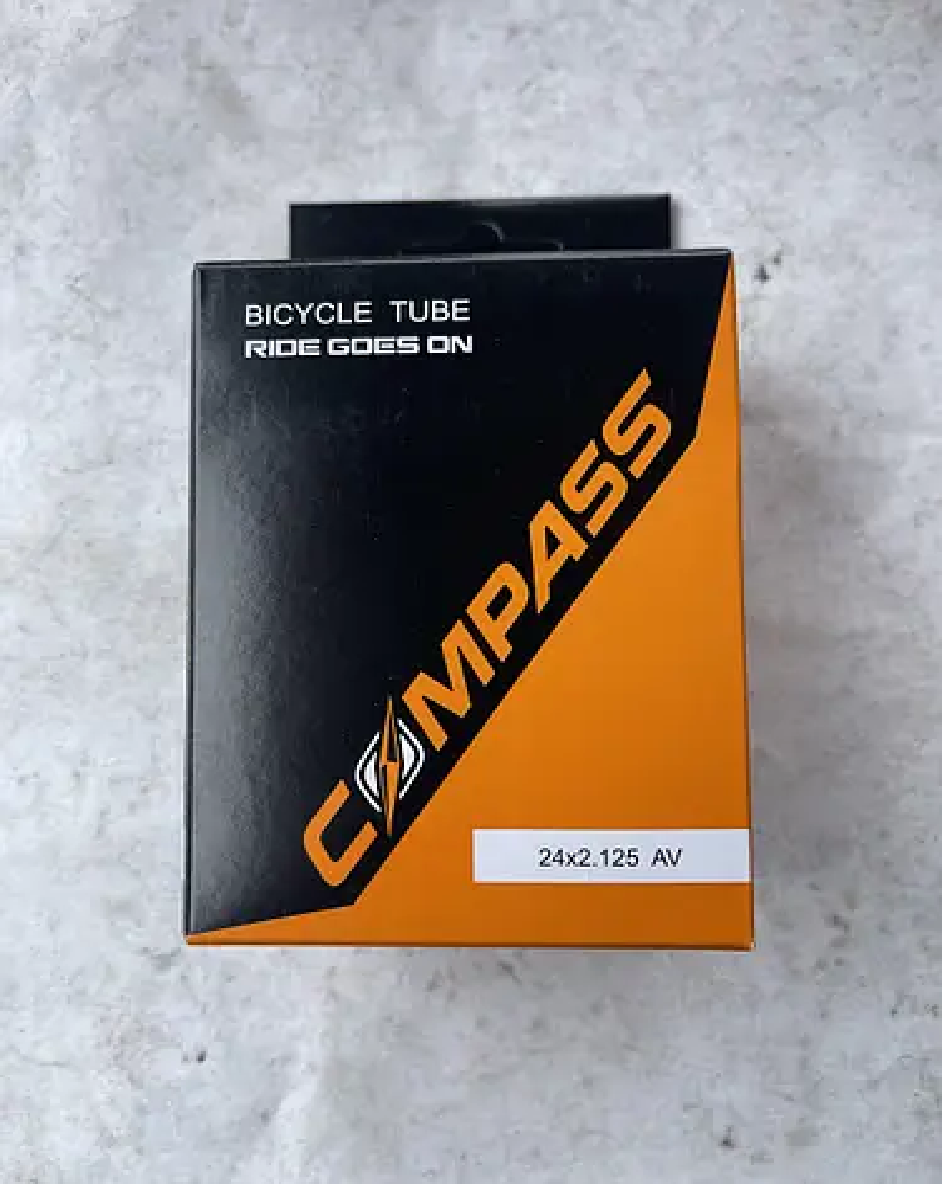 BICYCLE TUBE
RIDE GOES ON
COMPASS
24x2.125 AV